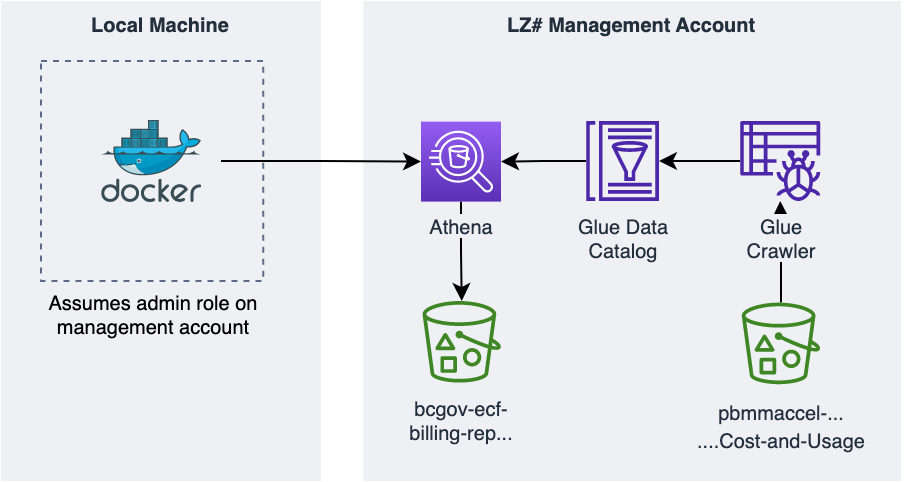 Local Machine
LZ# Management Account
docker
Athena
Glue Data
Catalog
Glue
Crawler
Assumes admin role on
management account
bcgov-ecf-
billing-rep...
pbmmaccel-...
....Cost-and-Usage